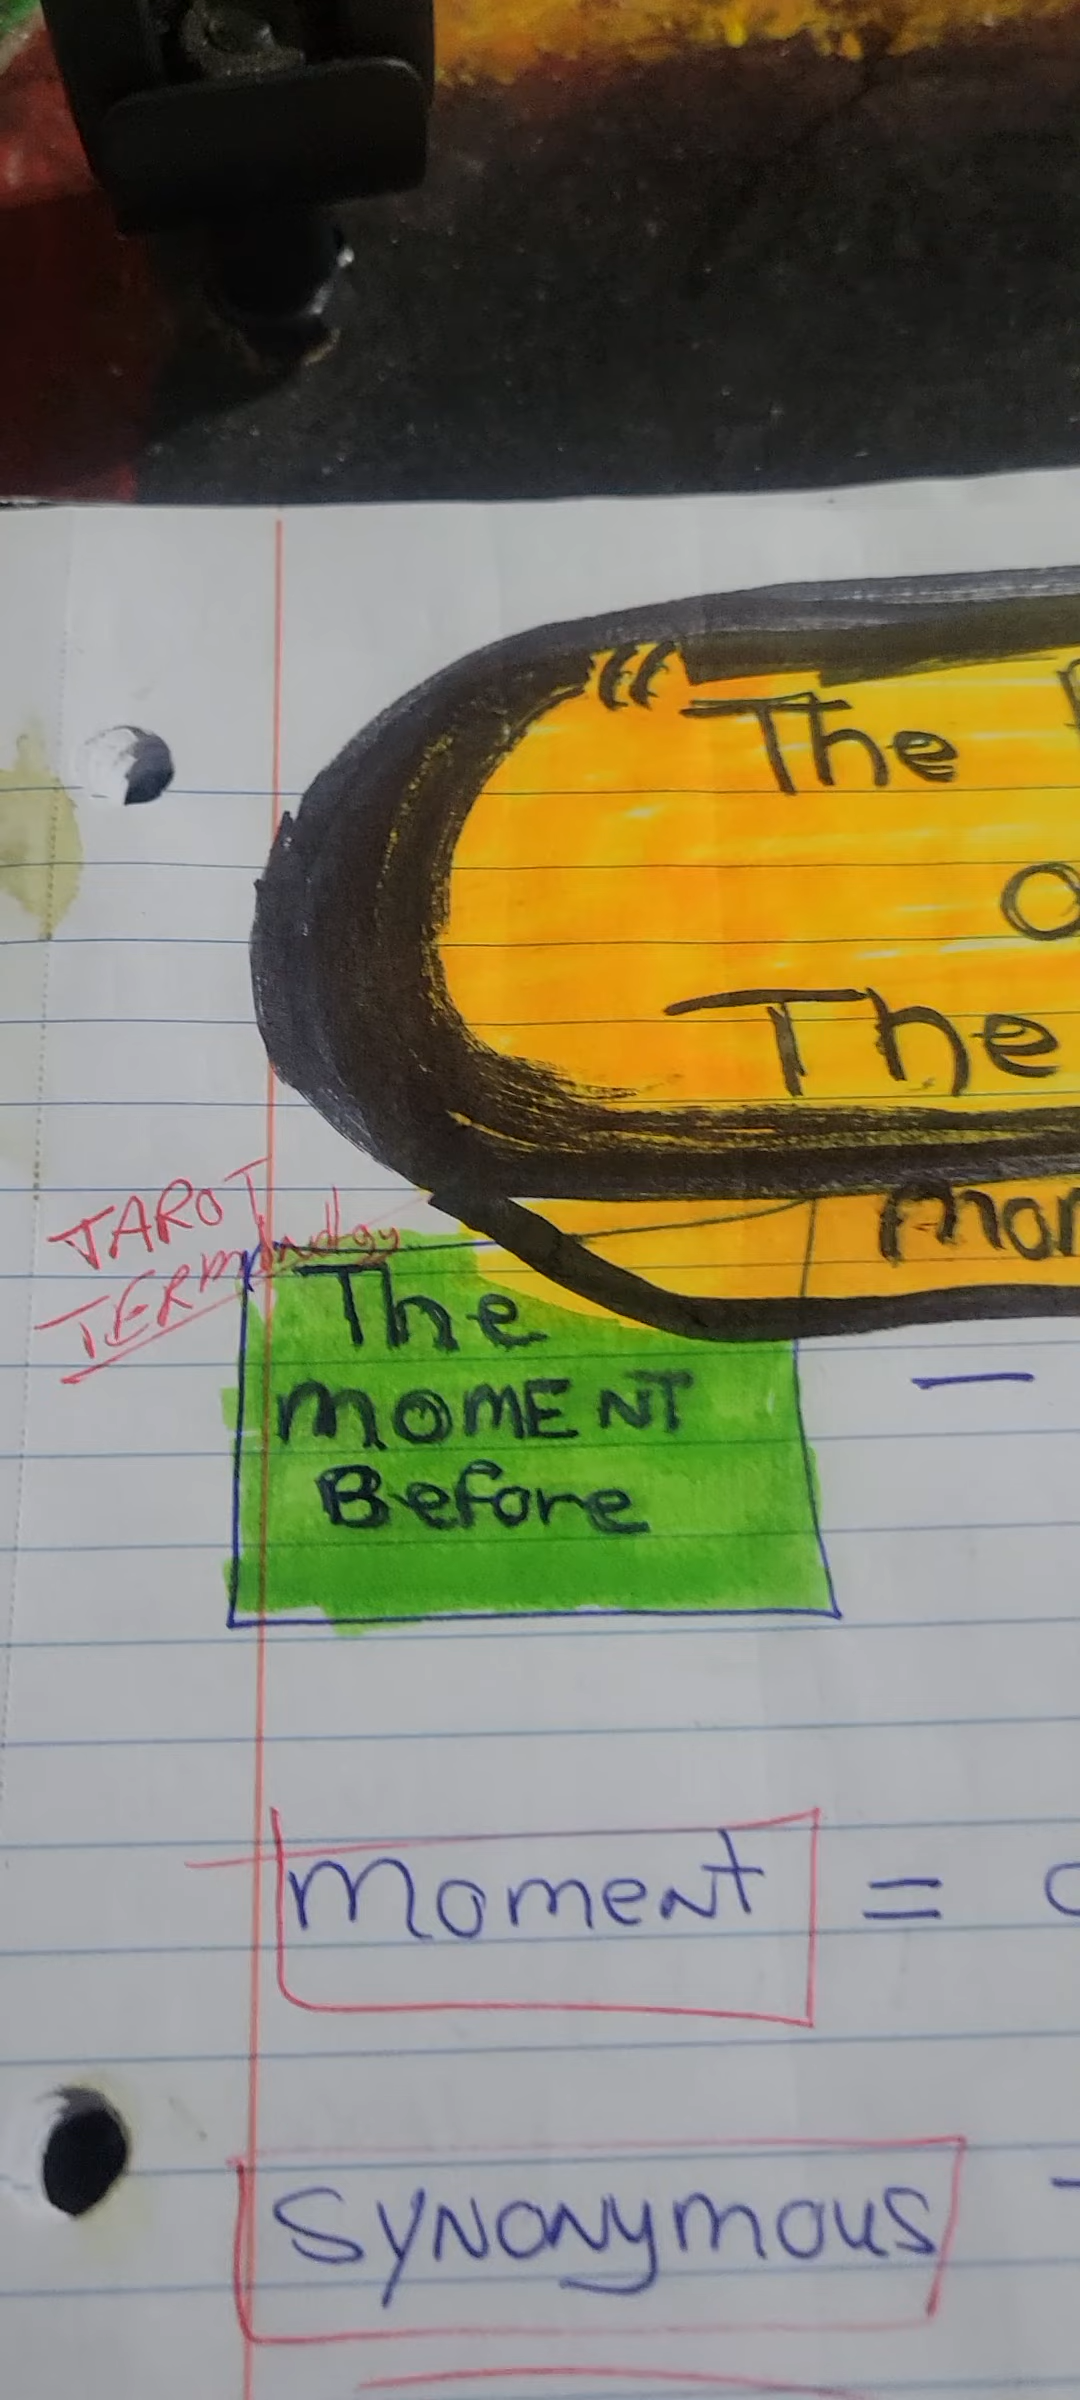 “ The
The
TAROT
TERMINOLOGY
The
MOMENT
Before
Moment =
SYNONYMOUS